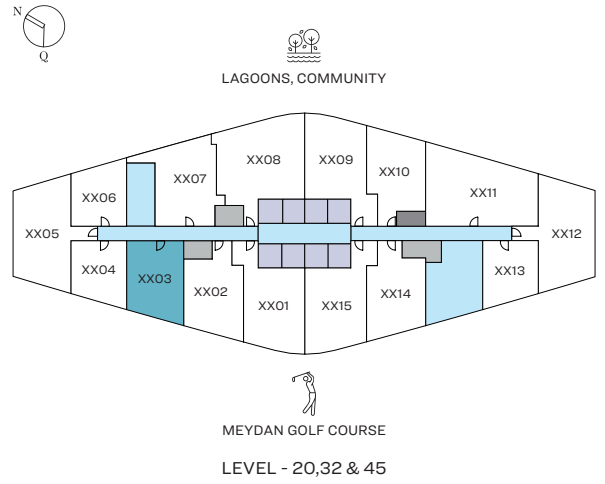 N
Q
LAGOONS, COMMUNITY
XX08
XX09
XX10
XX07
XX06
XX11
XX05
XX12
XX04
XX03
XX13
XX02
XX14
XX01
XX15
MEYDAN GOLF COURSE
LEVEL - 20,32 & 45